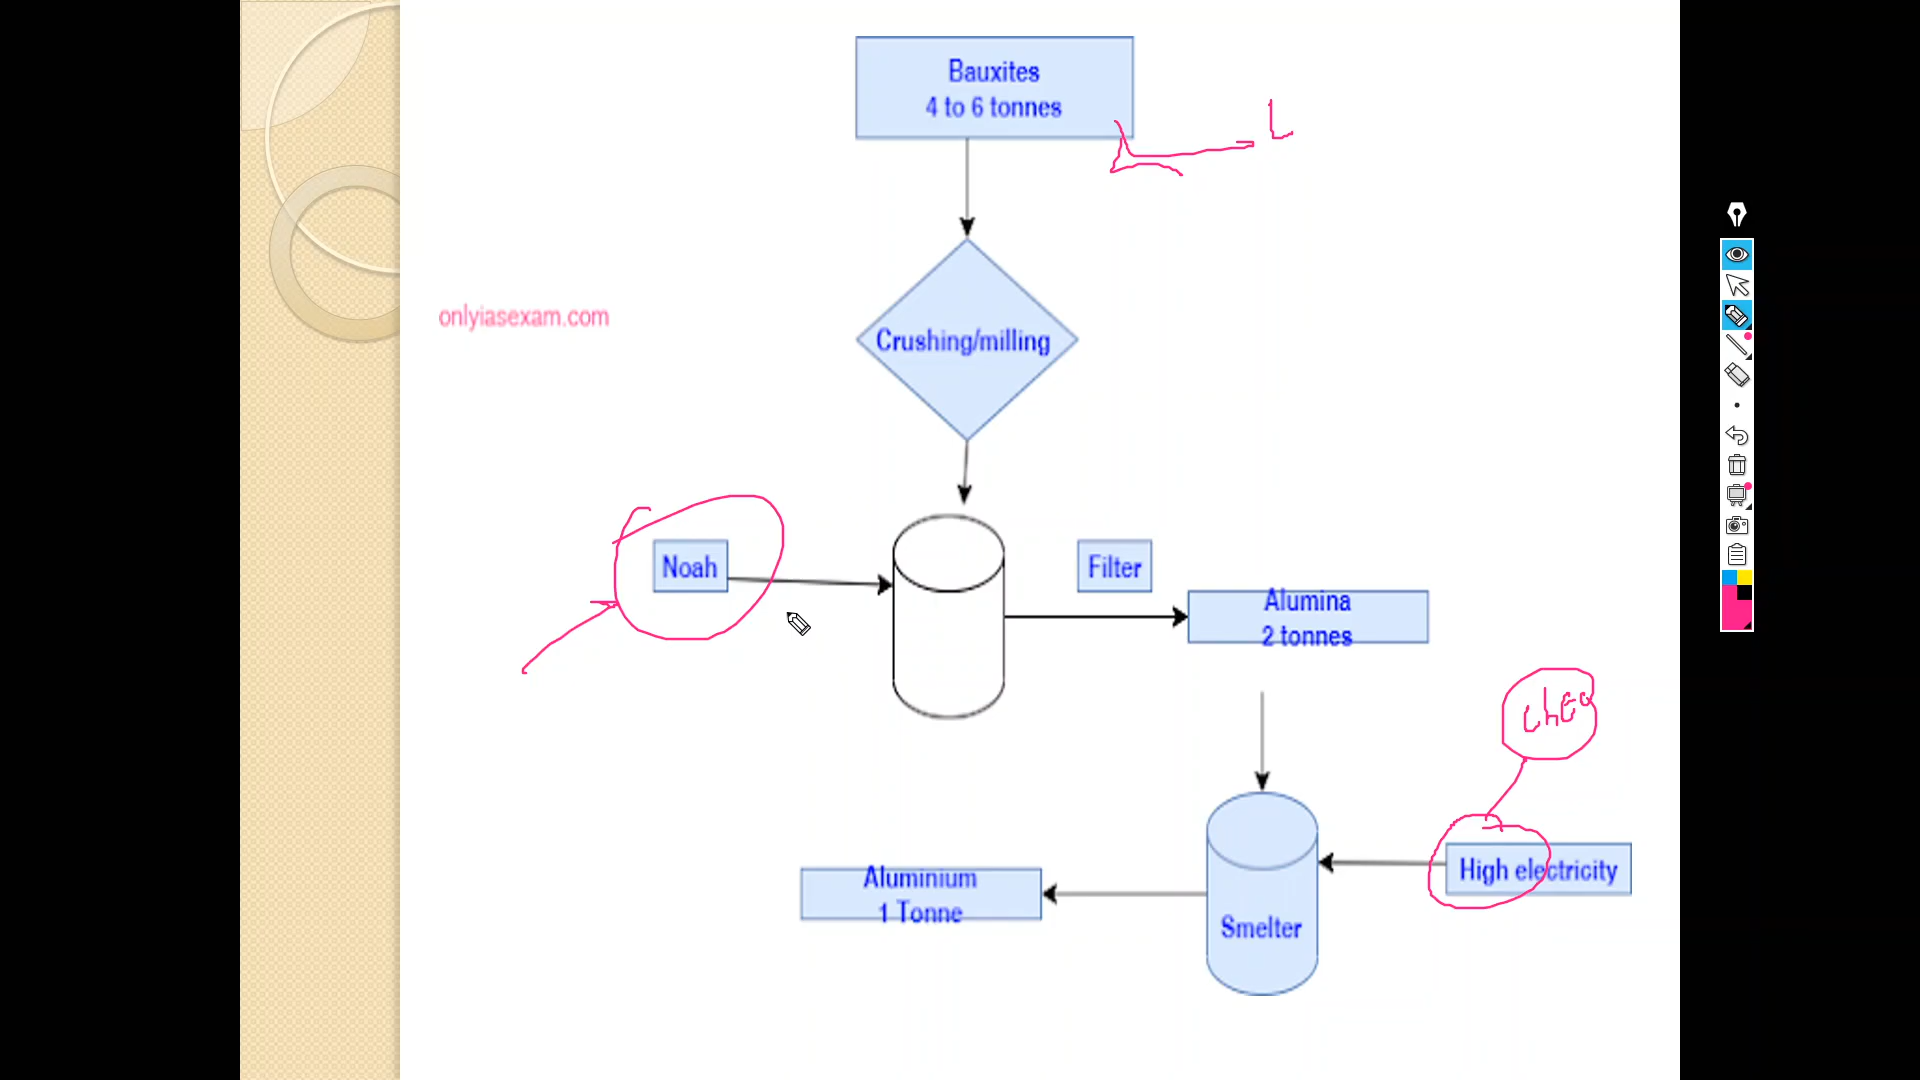 Bauxites
4 to 6 tonnes
L
onlyiasexam.com
Crushing/milling
Noah
Filter
Alumina
2 tonnes
High electricity
Aluminium
1 Tonne
Smelter